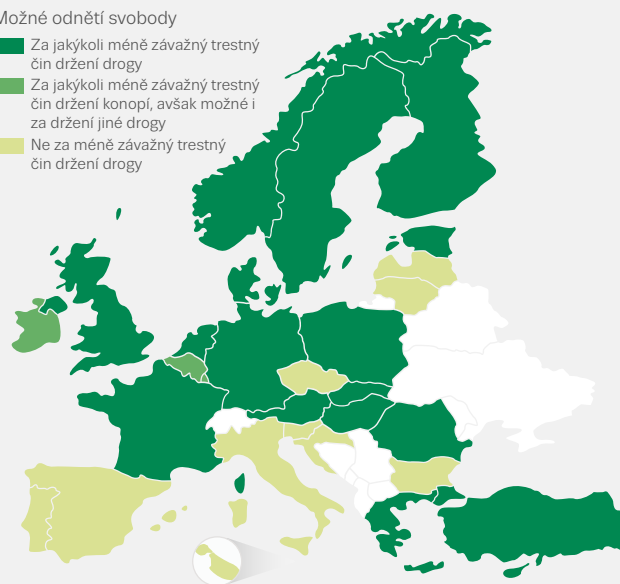 Možné odnětí svobody
Za jakýkoli méně závažný trestný
čin držení drogy
Za jakýkoli méně závažný trestný
čin držení konopí, avšak možné i
za držení jiné drogy
Ne za méně závažný trestný
čin držení drogy